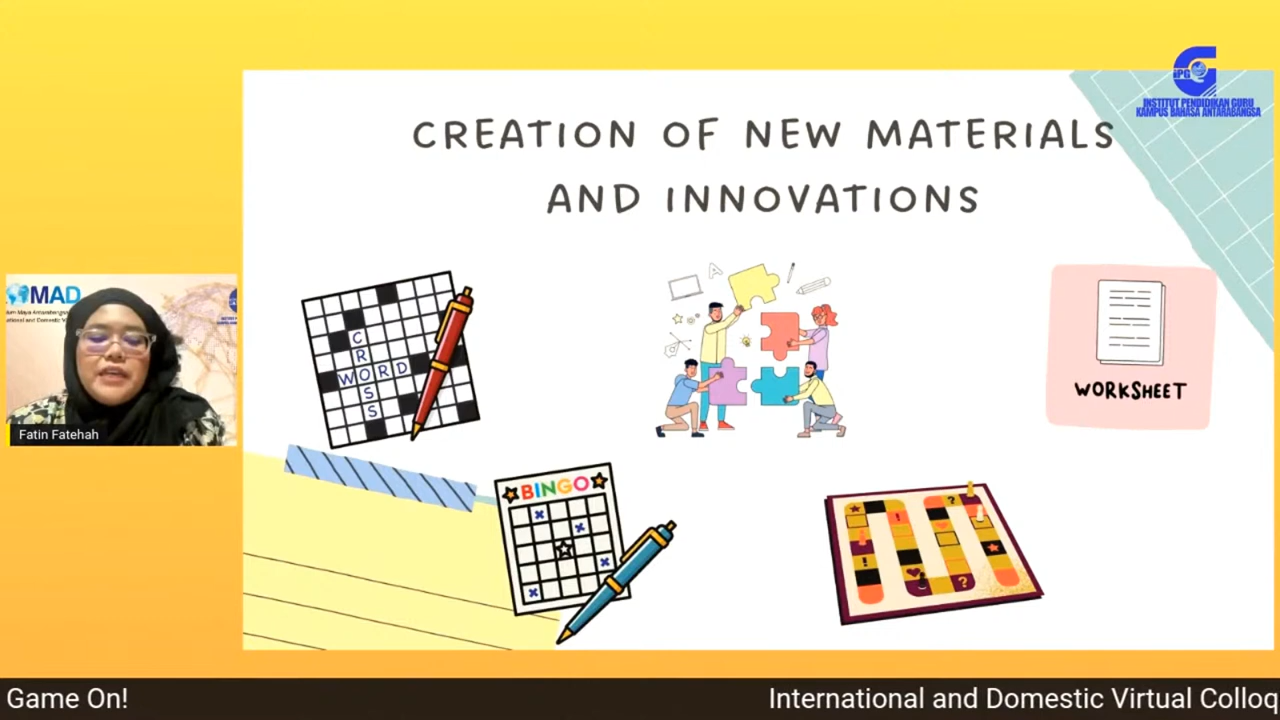 CREATION OF NEW MATERIALS
AND INNOVATIONS
iPG
INSTITUT PENDIDIKAN GURU
KAMPUS BAHASA ANTARABANGSA
MAD
Fatin Fatehah
CROSS
WORD
WORKSHEET
BINGO
Game On!
International and Domestic Virtual Colloq